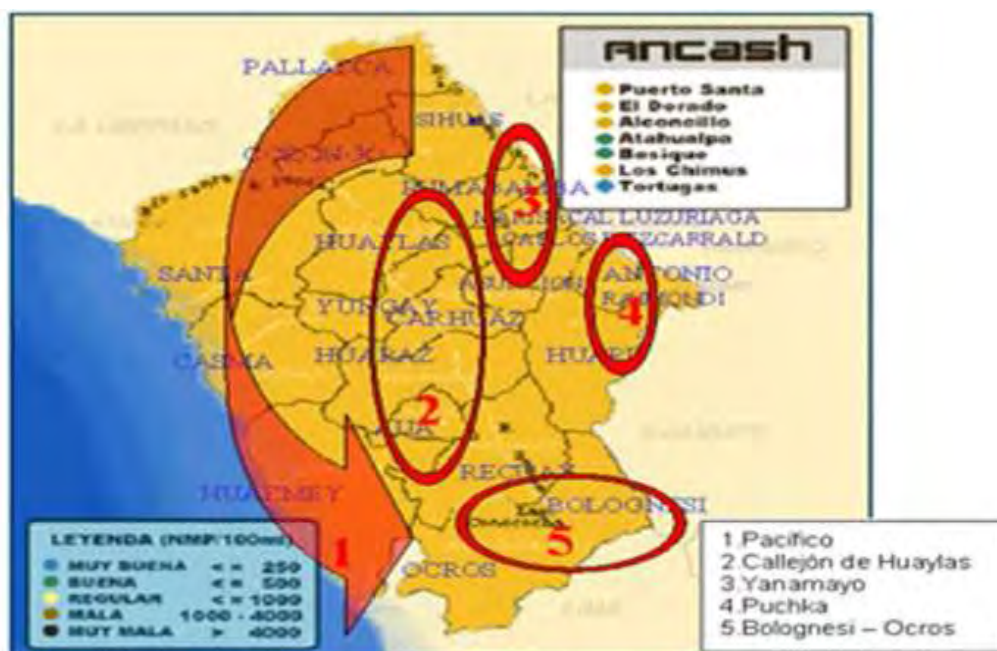 ANCASH
Puerto Santa
El Dorado
Alconcillo
Atahualpa
Besique
Los Chimus
Tortugas
PALLASCA
SIHUAS
HUAYLAS
MARISCAL LUZURIAGA
CARLOS FITZCARRALD
3
SANTA
ANTONIO
RAIMONDI
YUNGAY
CARHUAZ
4
CASMA
HUARAZ
HUARI
2
RECUAY
HUARMEY
BOLOGNESI
5
1
OCROS
LEYENDA (NMP/100ml)
MUY BUENA < = 250
BUENA < = 500
REGULAR < = 1000
MALA 1000 - 4000
MUY MALA > 4000
1.Pacífico
2.Callejón de Huaylas
3.Yanamayo
4.Puchka
5.Bolognesi – Ocros